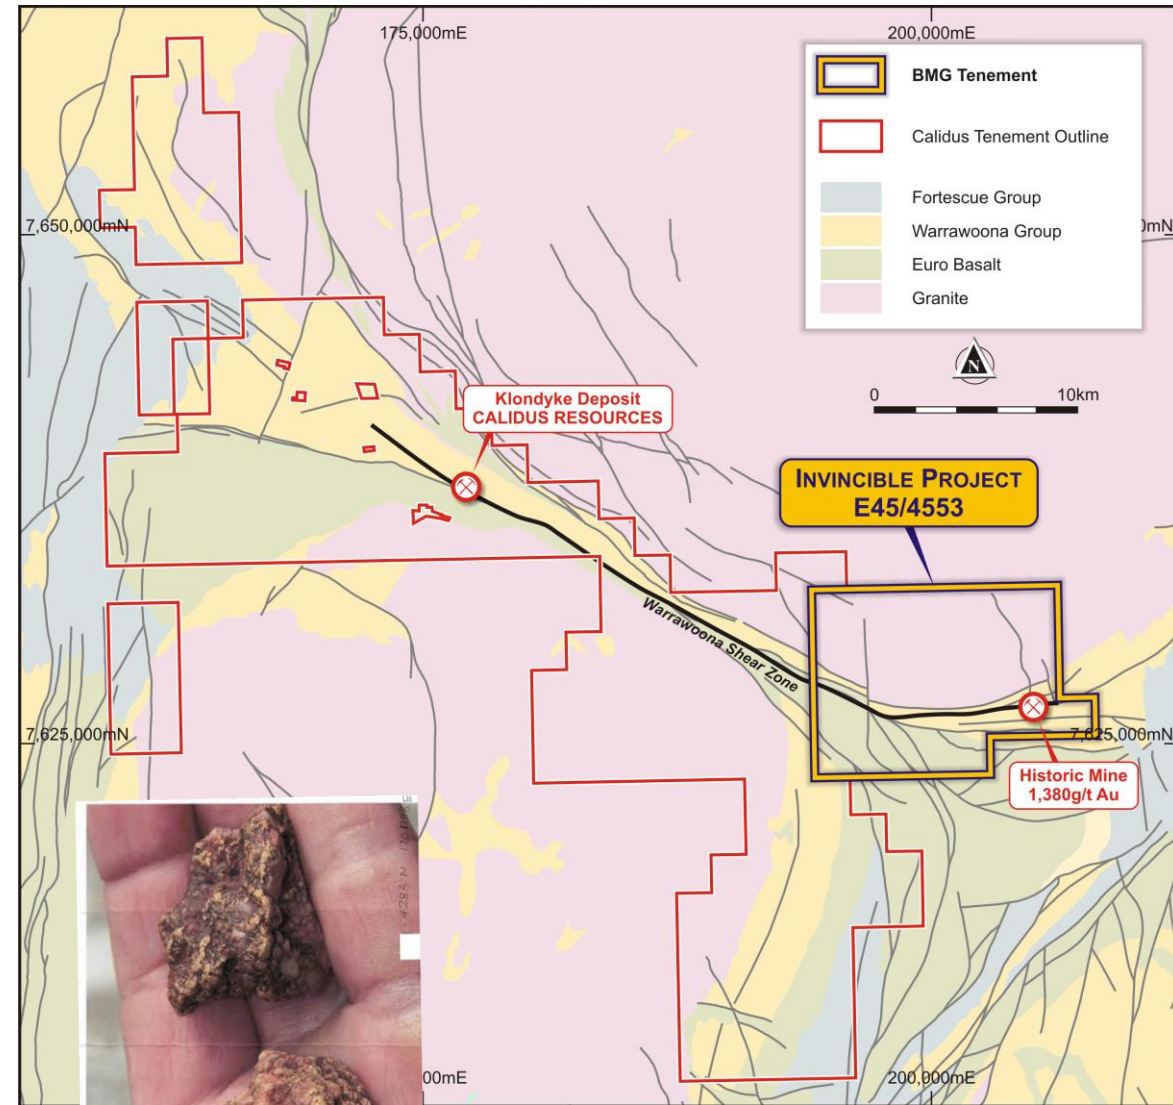 175,000mE
200,000mE
BMG Tenement
Calidus Tenement Outline
Fortescue Group
Warrawoona Group
Euro Basalt
Granite
7,650,000mN
0mN
N
0
10km
Klondyke Deposit
CALIDUS RESOURCES
INVINCIBLE PROJECT
E45/4553
Warrawoona Shear Zone
7,625,000mN
7,625,000mN
Historic Mine
1,380g/t Au
00mE
200,000mE